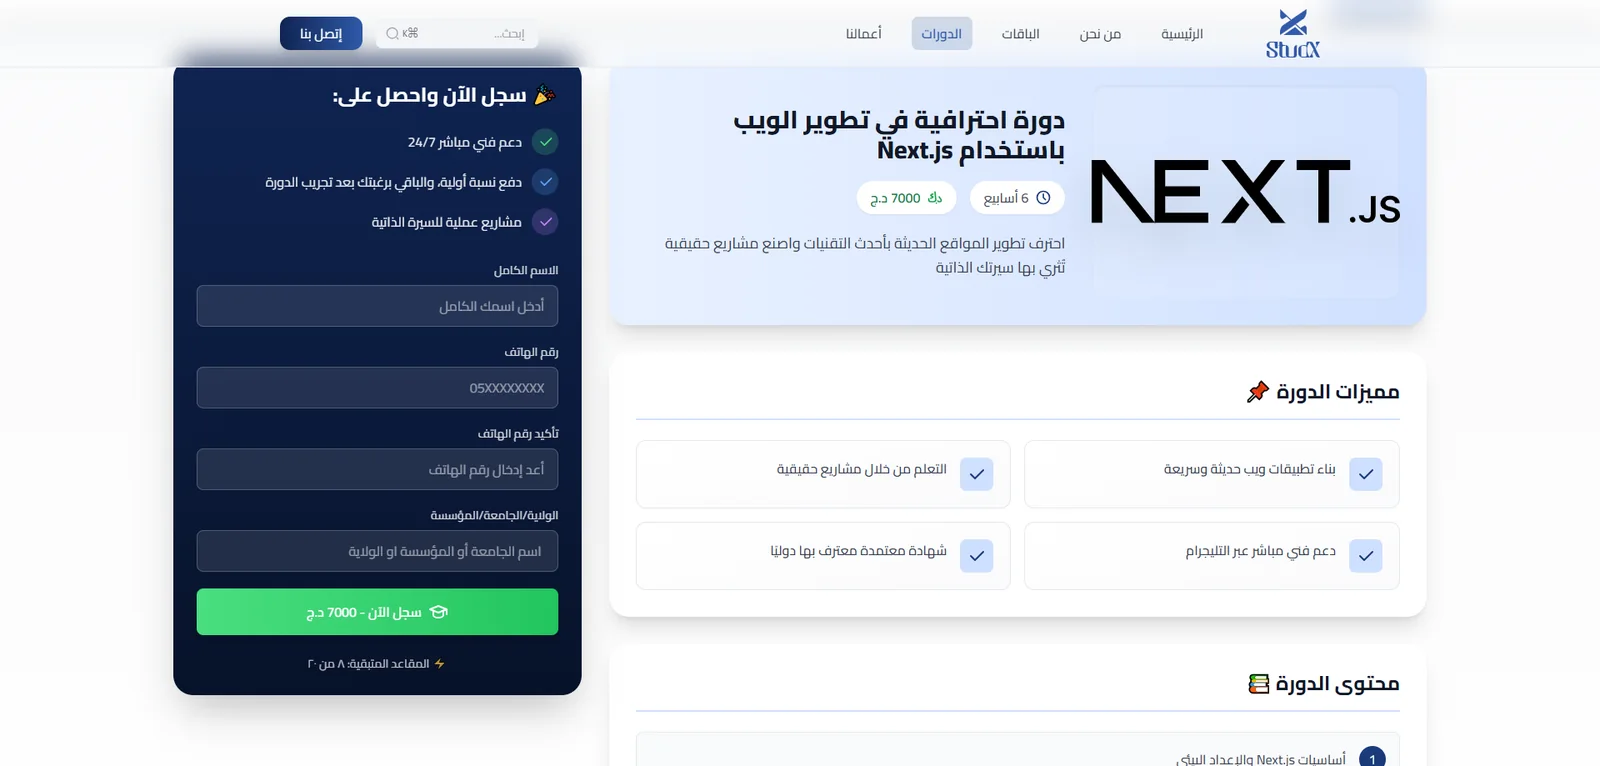 StudX
الرئيسية
من نحن
الباقات
الدورات
أعمالنا
إبحث...
⌘K
إتصل بنا
NEXT.JS
دورة احترافية في تطوير الويب
باستخدام Next.js
6 أسابيع
د.ك 7000 د.ج
احترف تطوير المواقع الحديثة بأحدث التقنيات واصنع مشاريع حقيقية
تُثري بها سيرتك الذاتية
مميزات الدورة 📌
بناء تطبيقات ويب حديثة وسريعة
التعلم من خلال مشاريع حقيقية
دعم فني مباشر عبر التليجرام
شهادة معتمدة معترف بها دوليًا
محتوى الدورة 📚
1 أساسيات Next.js والإعداد البيئي
🎉 سجل الآن واحصل على:
دعم فني مباشر 24/7
دفع نسبة أولية، والباقي برغبتك بعد تجريب الدورة
مشاريع عملية للسيرة الذاتية
الاسم الكامل
أدخل اسمك الكامل
رقم الهاتف
05XXXXXXXX
تأكيد رقم الهاتف
أعد إدخال رقم الهاتف
الولاية/الجامعة/المؤسسة
اسم الجامعة أو المؤسسة او الولاية
سجل الآن - 7000 د.ج
⚡ المقاعد المتبقية: ٨ من ٢٠